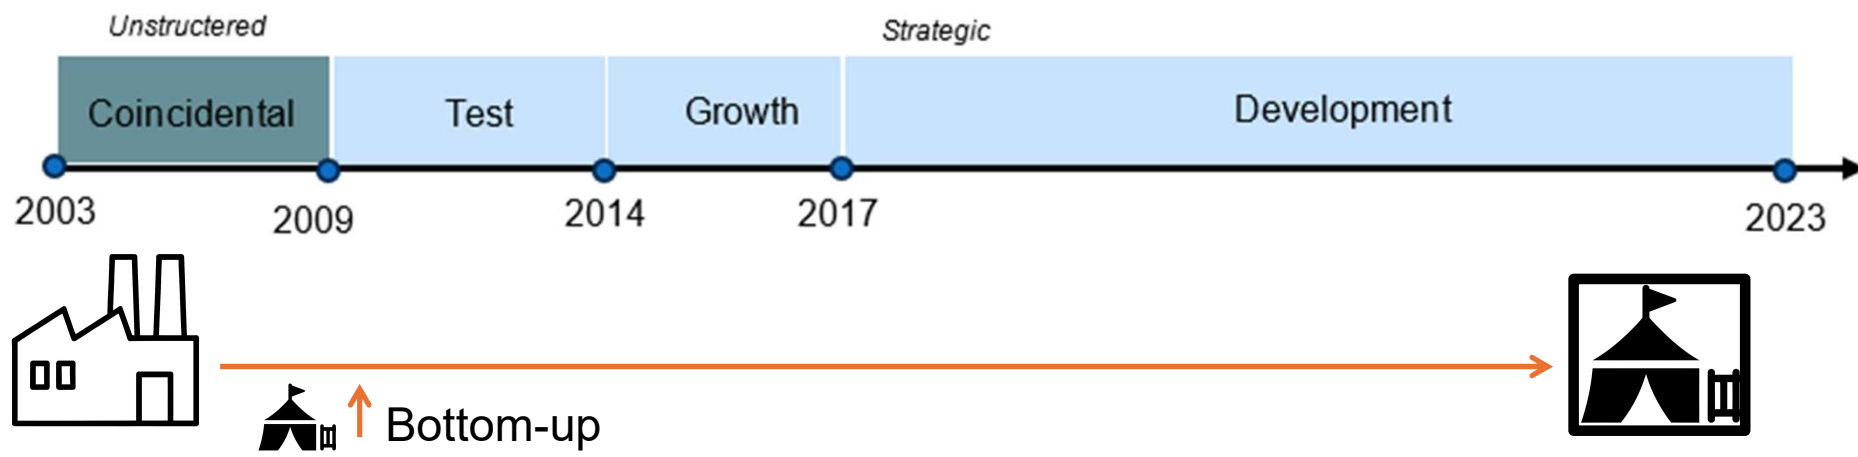 Unstructered
Strategic
Coincidental
Test
Growth
Development
2003
2009
2014
2017
2023
Bottom-up